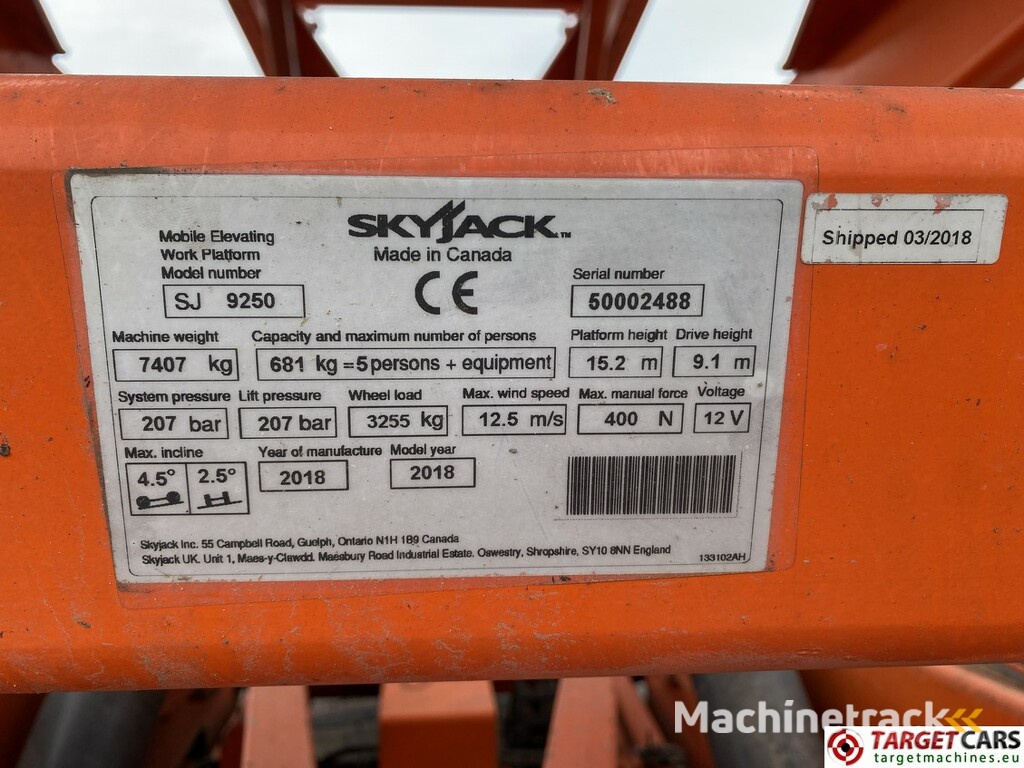 SKYJACK™
Made in Canada
CE
Mobile Elevating
Work Platform
Model number
SJ 9250
Serial number
50002488
Shipped 03/2018
Machine weight
7407 kg
Capacity and maximum number of persons
681 kg = 5 persons + equipment
Platform height
15.2 m
Drive height
9.1 m
System pressure
207 bar
Lift pressure
207 bar
Wheel load
3255 kg
Max. wind speed
12.5 m/s
Max. manual force
400 N
Voltage
12 V
Max. incline
4.5° 2.5°
Year of manufacture
2018
Model year
2018
Skyjack Inc. 55 Campbell Road, Guelph, Ontario N1H 1B9 Canada
Skyjack UK. Unit 1, Maes-y-Clawdd. Maesbury Road Industrial Estate. Oswestry, Shropshire, SY10 8NN England
133102AH
Machinetrack
TARGETCARS
targetmachines.eu